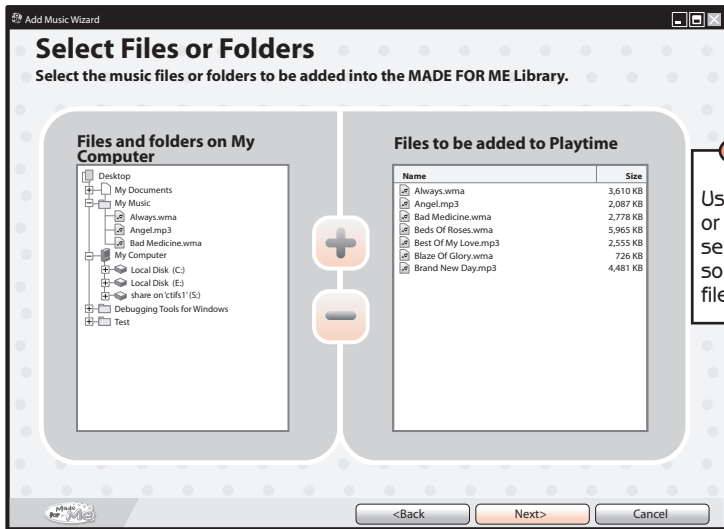 Add Music Wizard
Select Files or Folders
Select the music files or folders to be added into the MADE FOR ME Library.
Files and folders on My
Computer
Desktop
My Documents
My Music
Always.wma
Angel.mp3
Bad Medicine.wma
My Computer
Local Disk (C:)
Local Disk (E:)
share on 'ctifs1' (S:)
Debugging Tools for Windows
Test
Files to be added to Playtime
Name Size
Always.wma 3,610 KB
Angel.mp3 2,087 KB
Bad Medicine.wma 2,778 KB
Beds Of Roses.wma 5,965 KB
Best Of My Love.mp3 2,555 KB
Blaze Of Glory.wma 726 KB
Brand New Day.mp3 4,481 KB
or
file
Made for Me
<Back
Next>
Cancel